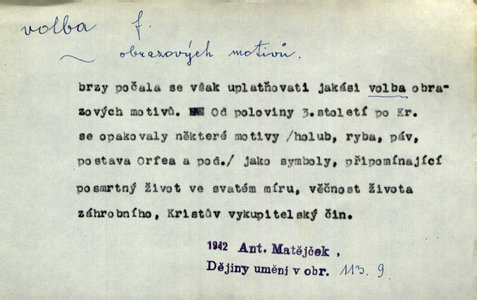 volba f.
~ obrazových motivů.
brzy počala se však uplatňovati jakási volba obra-
zových motivů. Od poloviny 3.století po Kr.
se opakovaly některé motivy /holub, ryba, páv,
postava Orfea a pod./ jako symboly, připomínající
posmrtný život ve svatém míru, věčnost života
záhrobního, Kristův vykupitelský čin.
1942 Ant. Matějček,
Dějiny umění v obr. 113. 9.